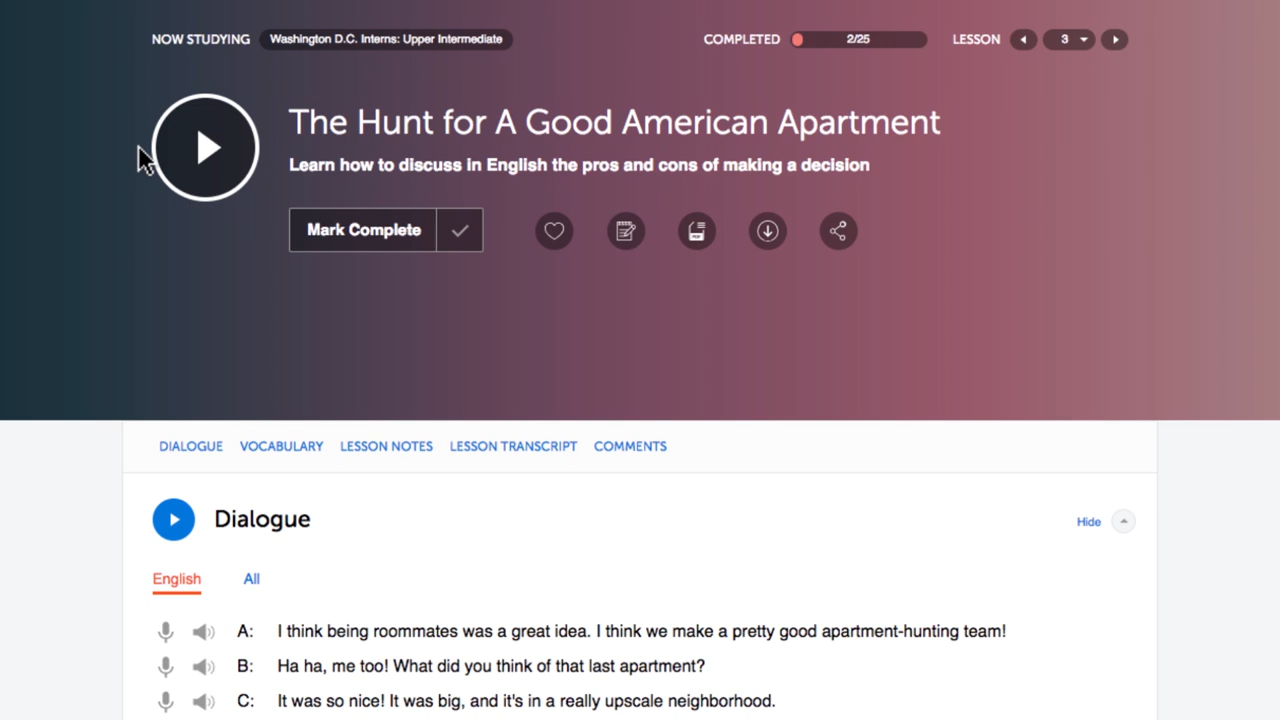 NOW STUDYING Washington D.C. Interns: Upper Intermediate COMPLETED 2/25 LESSON 3
The Hunt for A Good American Apartment
Learn how to discuss in English the pros and cons of making a decision
Mark Complete
DIALOGUE VOCABULARY LESSON NOTES LESSON TRANSCRIPT COMMENTS
Dialogue Hide
English All
A: I think being roommates was a great idea. I think we make a pretty good apartment-hunting team!
B: Ha ha, me too! What did you think of that last apartment?
C: It was so nice! It was big, and it's in a really upscale neighborhood.